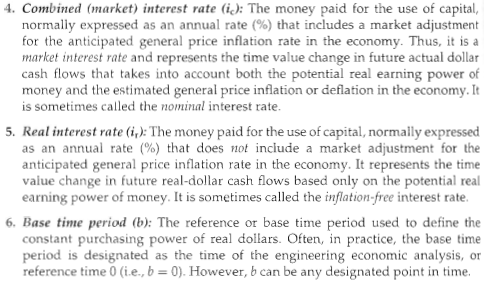 4. Combined (market) interest rate (ic): The money paid for the use of capital,
normally expressed as an annual rate (%) that includes a market adjustment
for the anticipated general price inflation rate in the economy. Thus, it is a
market interest rate and represents the time value change in future actual dollar
cash flows that takes into account both the potential real earning power of
money and the estimated general price inflation or deflation in the economy. It
is sometimes called the nominal interest rate.
5. Real interest rate (ir): The money paid for the use of capital, normally expressed
as an annual rate (%) that does not include a market adjustment for the
anticipated general price inflation rate in the economy. It represents the time
value change in future real-dollar cash flows based only on the potential real
earning power of money. It is sometimes called the inflation-free interest rate.
6. Base time period (b): The reference or base time period used to define the
constant purchasing power of real dollars. Often, in practice, the base time
period is designated as the time of the engineering economic analysis, or
reference time 0 (i.e., b = 0). However, b can be any designated point in time.